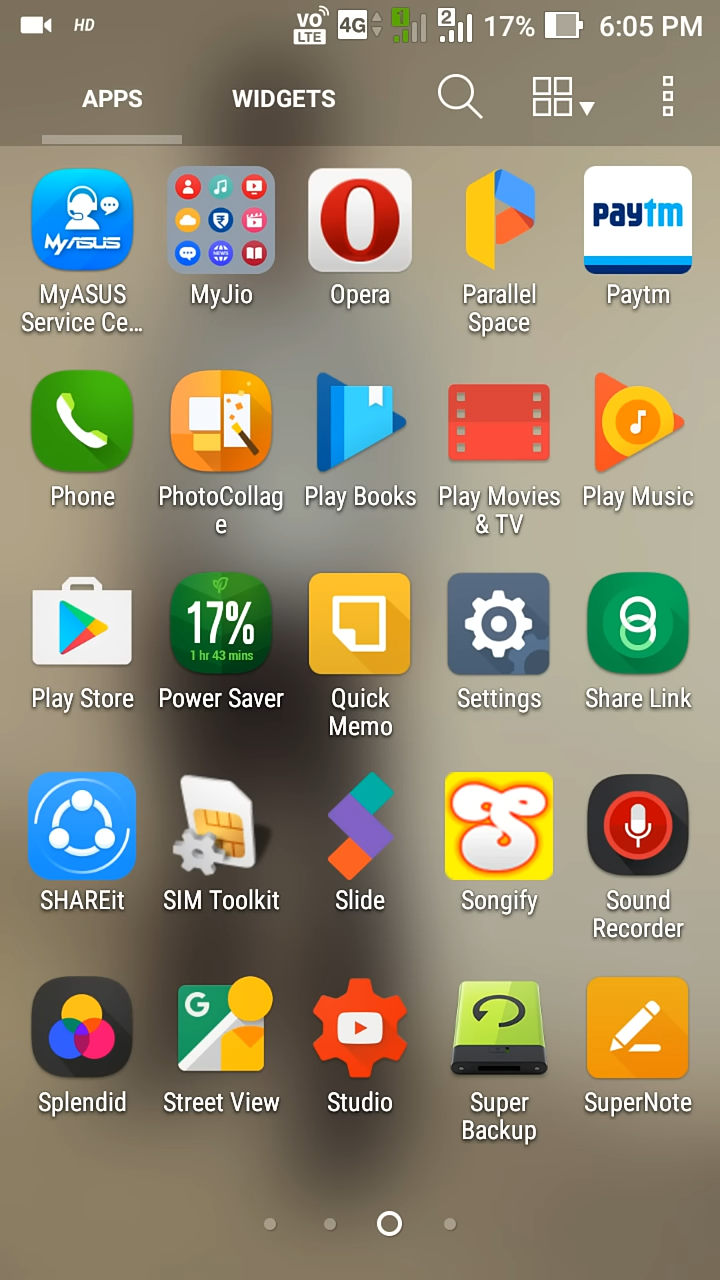 HD VO LTE 4G 1 2 17% 6:05 PM
APPS WIDGETS
MyASUS paytm
MyASUS MyJio Opera Parallel Paytm
Service Ce... Space
Phone PhotoCollag Play Books Play Movies Play Music
e & TV
17%
1 hr 43 mins
Play Store Power Saver Quick Settings Share Link
Memo
SHAREit SIM Toolkit Slide Songify Sound
Recorder
G
Splendid Street View Studio Super SuperNote
Backup